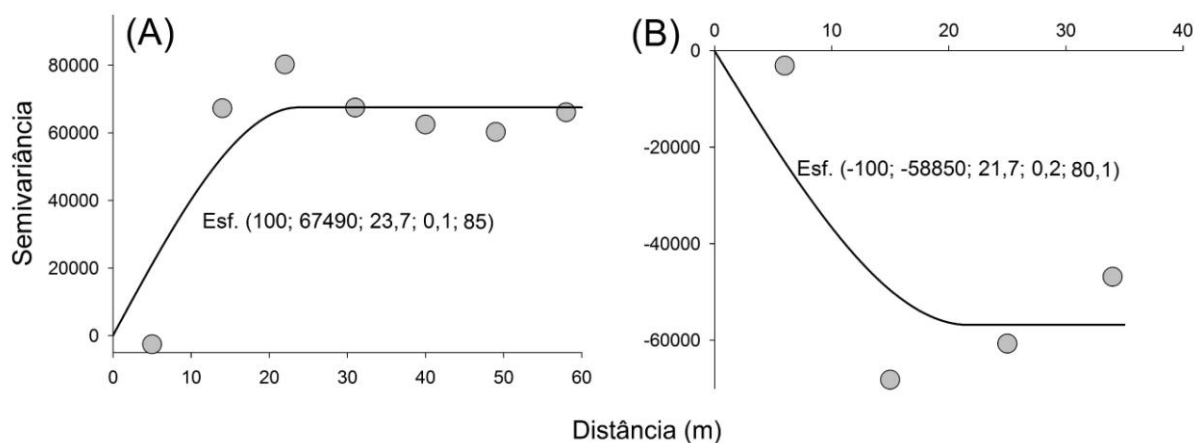 (A)
Semivariância
80000
60000
40000
20000
0
Esf. (100; 67490; 23,7; 0,1; 85)
0 10 20 30 40 50 60
(B)
0 10 20 30 40
0
-20000
-40000
-60000
Esf. (-100; -58850; 21,7; 0,2; 80,1)
Distância (m)